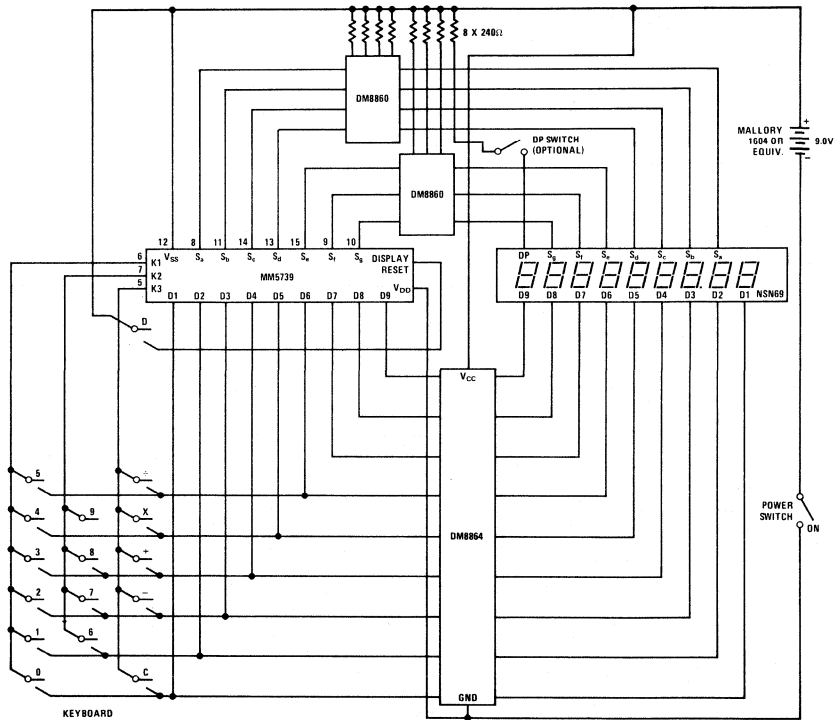 8 X 240Ω
DM8860
DP SWITCH
(OPTIONAL)
MALLORY
1604 OR
EQUIV.
+
−
9.0V
DM8860
12 8 11 14 13 15 9 10
6 7 5
K1 K2 K3
VSS Sa Sb Sc Sd Se Sf Sg DISPLAY
RESET
MM5739
VDD
D1 D2 D3 D4 D5 D6 D7 D8 D9
DP Sg Sf Se Sd Sc Sb Sa
D9 D8 D7 D6 D5 D4 D3 D2 D1 NSN69
D
VCC
DM8864
GND
5 ÷
4 9 X
3 8 +
2 7 −
1 6
0 C
KEYBOARD
POWER
SWITCH
ON